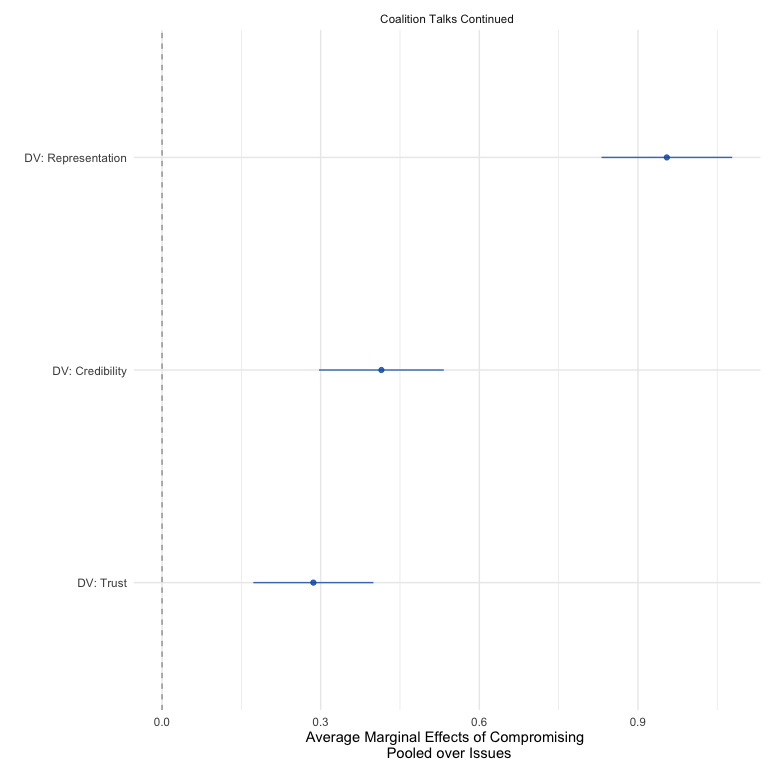 Coalition Talks Continued
DV: Representation
DV: Credibility
DV: Trust
0.0 0.3 0.6 0.9
Average Marginal Effects of Compromising
Pooled over Issues